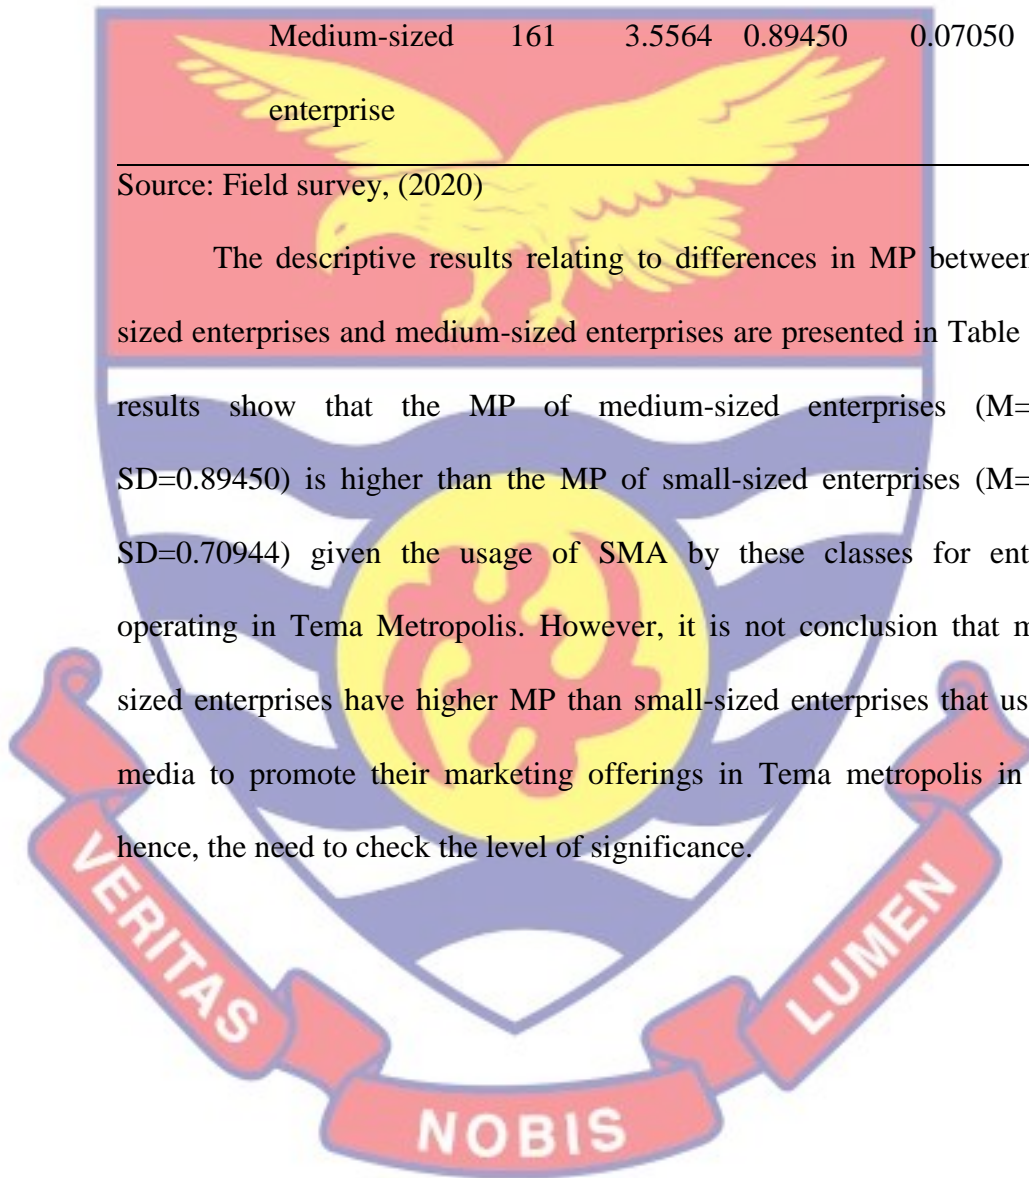 Medium-sized 161 3.5564 0.89450 0.07050
enterprise
Source: Field survey, (2020)
The descriptive results relating to differences in MP between
sized enterprises and medium-sized enterprises are presented in Table
results show that the MP of medium-sized enterprises (M=
SD=0.89450) is higher than the MP of small-sized enterprises (M=
SD=0.70944) given the usage of SMA by these classes for ent
operating in Tema Metropolis. However, it is not conclusion that m
sized enterprises have higher MP than small-sized enterprises that us
media to promote their marketing offerings in Tema metropolis in
hence, the need to check the level of significance.
VERITAS
NOBIS
LUMEN